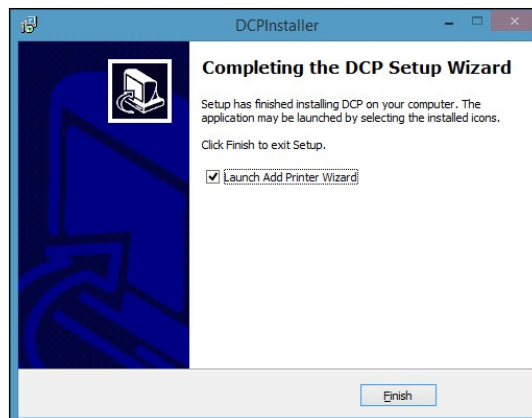 DCPInstaller
Completing the DCP Setup Wizard
Setup has finished installing DCP on your computer. The
application may be launched by selecting the installed icons.
Click Finish to exit Setup.
Launch Add Printer Wizard
Finish